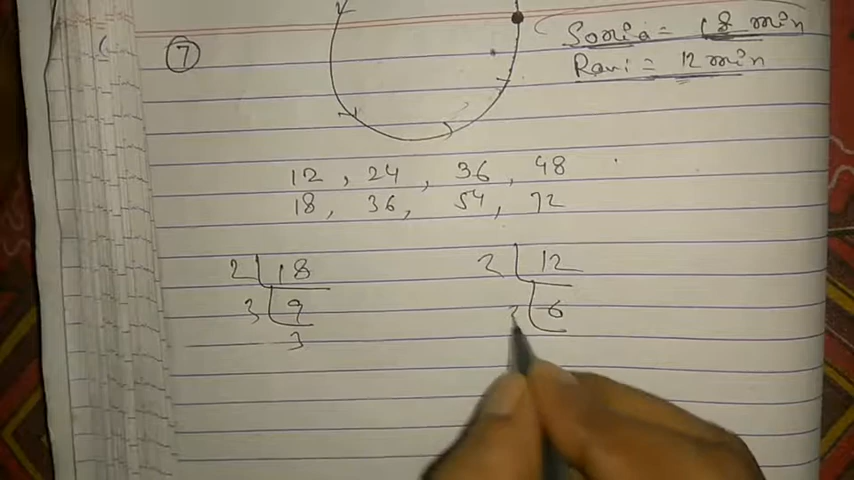 Sonia = 18 min
7
Ravi = 12 min
12, 24, 36, 48
18, 36, 54, 72
2 18 2 12
3 9 6
3